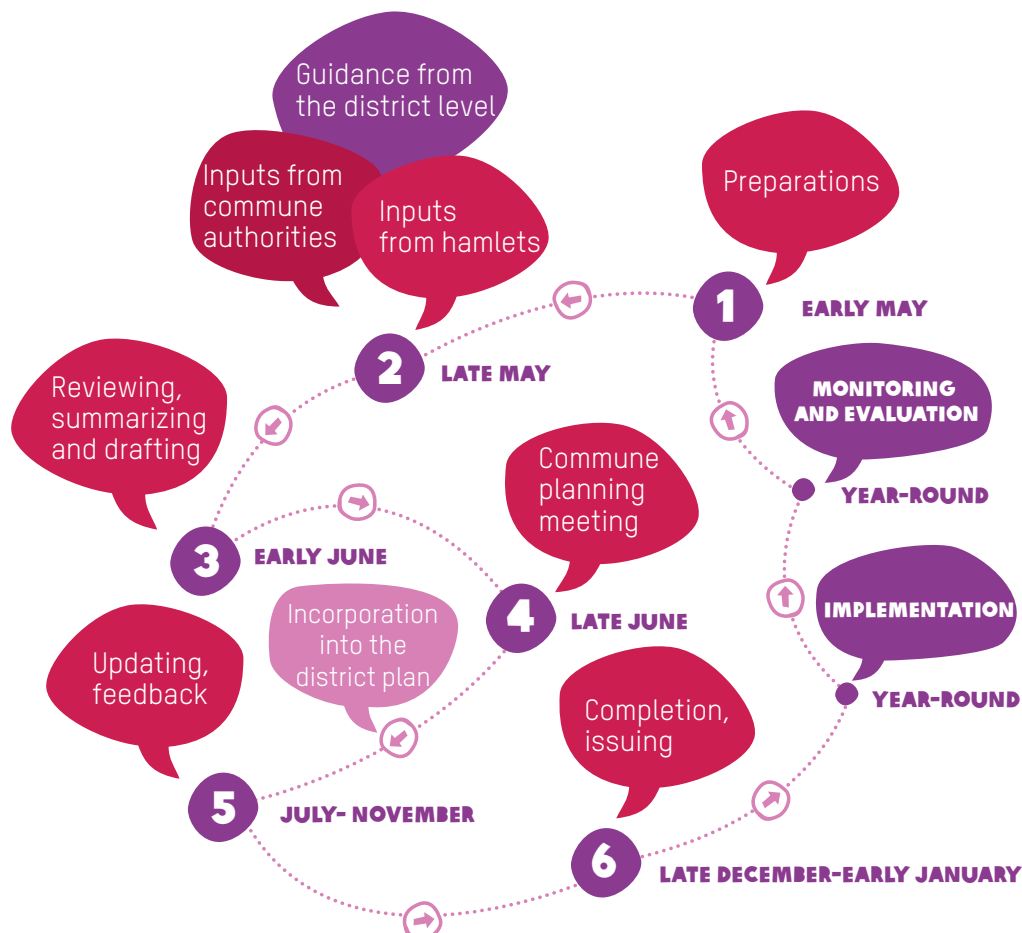 Guidance from
the district level
Inputs from
commune
authorities
Inputs
from hamlets
Preparations
1
EARLY MAY
2
LATE MAY
MONITORING
AND EVALUATION
YEAR-ROUND
Reviewing,
summarizing
and drafting
3
EARLY JUNE
Commune
planning
meeting
4
LATE JUNE
IMPLEMENTATION
YEAR-ROUND
Incorporation
into the
district plan
Updating,
feedback
5
JULY- NOVEMBER
Completion,
issuing
6
LATE DECEMBER-EARLY JANUARY